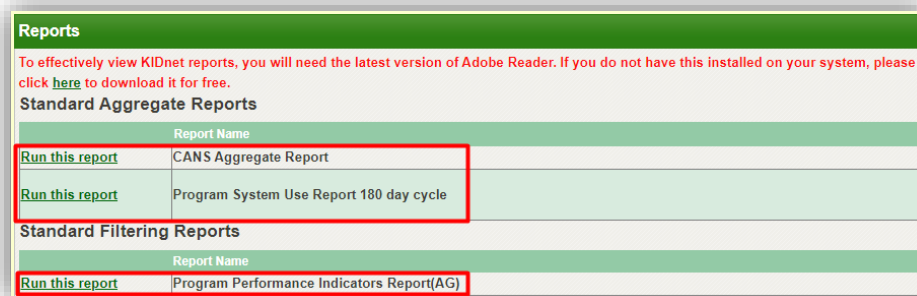 Reports
To effectively view KIDnet reports, you will need the latest version of Adobe Reader. If you do not have this installed on your system, please
click here to download it for free.
Standard Aggregate Reports
Report Name
Run this report CANS Aggregate Report
Run this report Program System Use Report 180 day cycle
Standard Filtering Reports
Report Name
Run this report Program Performance Indicators Report(AG)